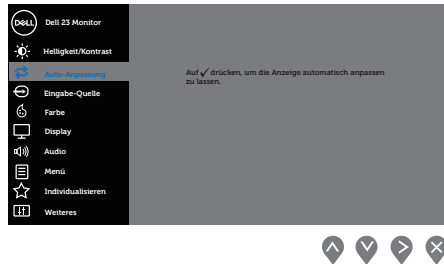 DELL
Dell 23 Monitor
Helligkeit/Kontrast
Auto-Anpassung
Eingabe-Quelle
Farbe
Display
Audio
Menü
Individualisieren
Weiteres
Auf ✓ drücken, um die Anzeige automatisch anpassen
zu lassen.